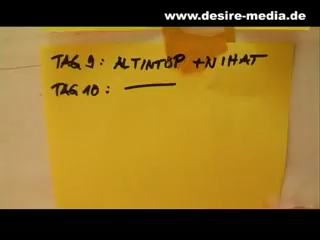 www.desire-media.de
TAG 9: ALTINTOP + NIHAT
TAG 10: —